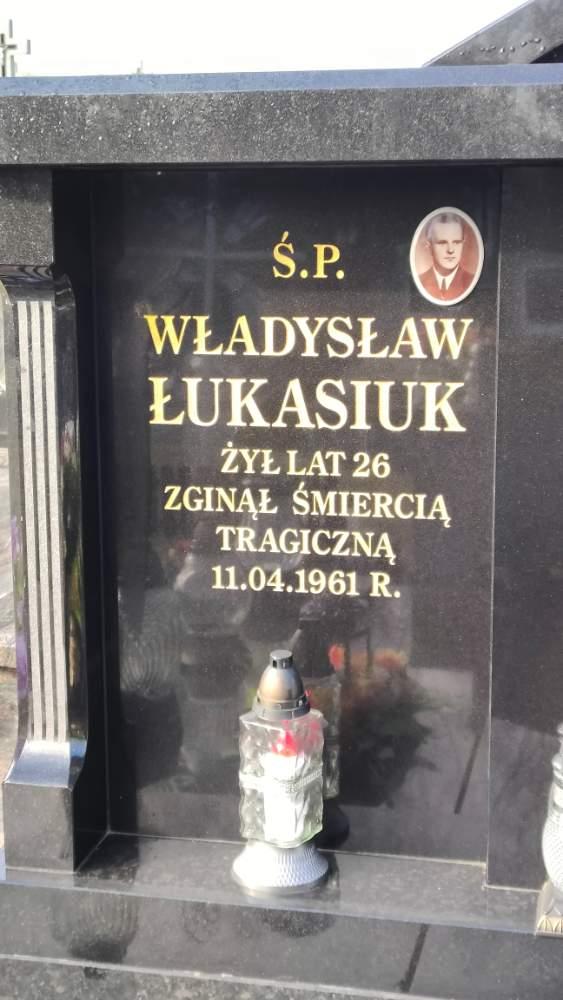 Ś.P.
WŁADYSŁAW
ŁUKASIUK
ŻYŁ LAT 26
ZGINĄŁ ŚMIERCIĄ
TRAGICZNĄ
11.04.1961 R.